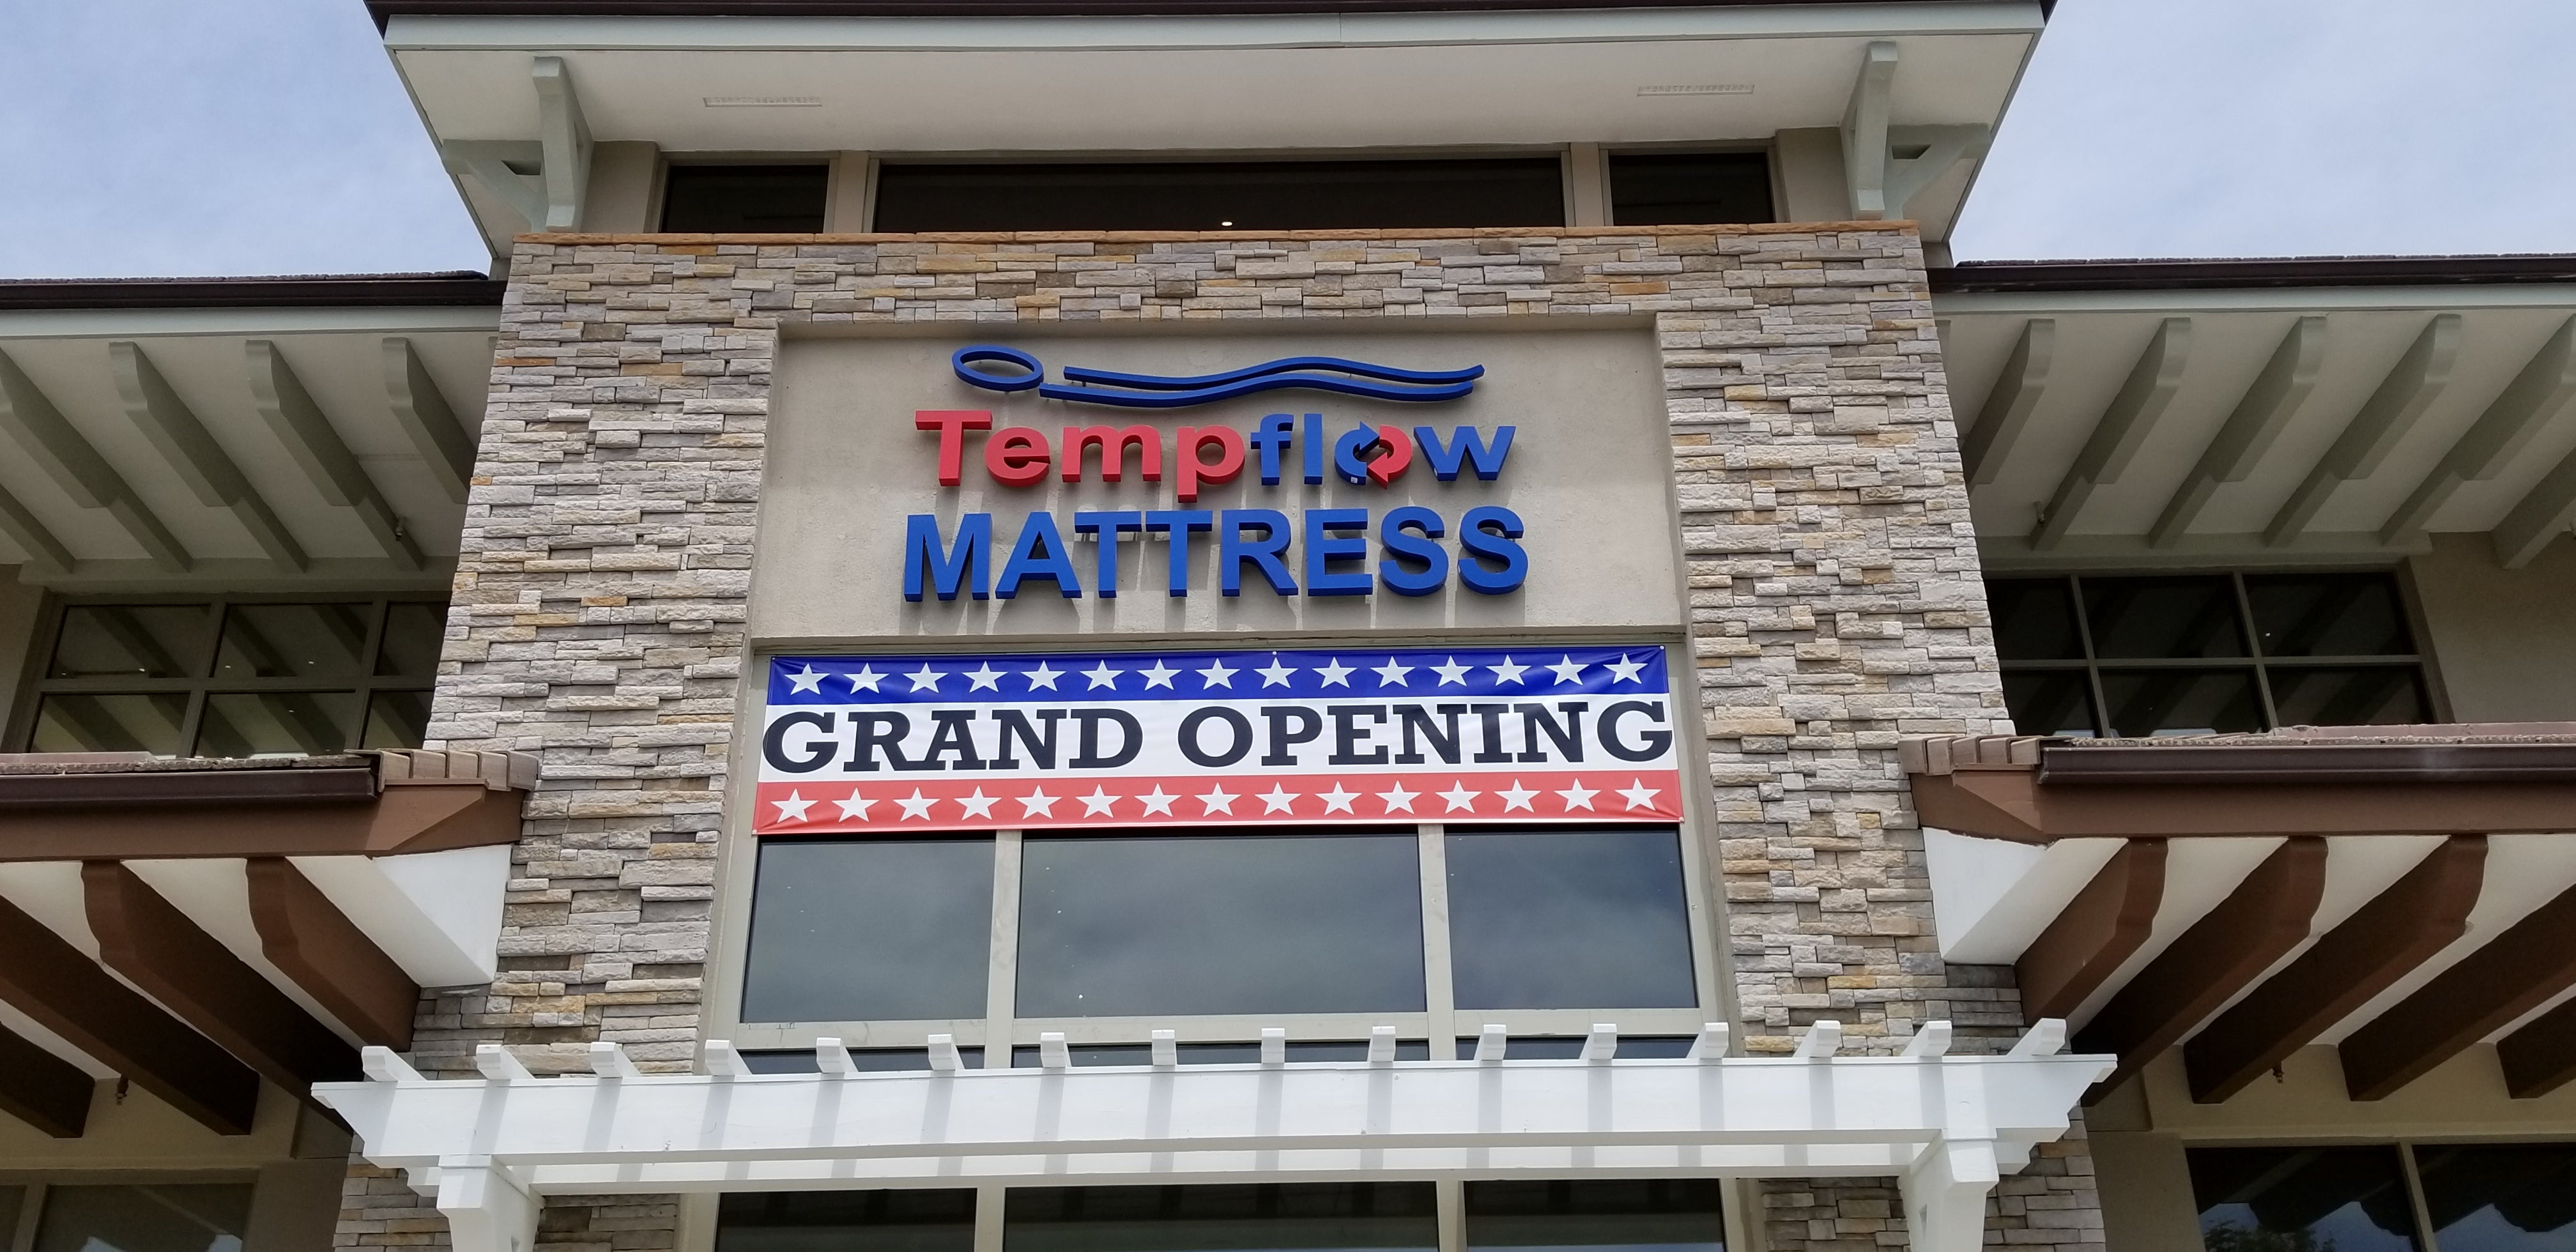 Tempflow
MATTRESS
GRAND OPENING